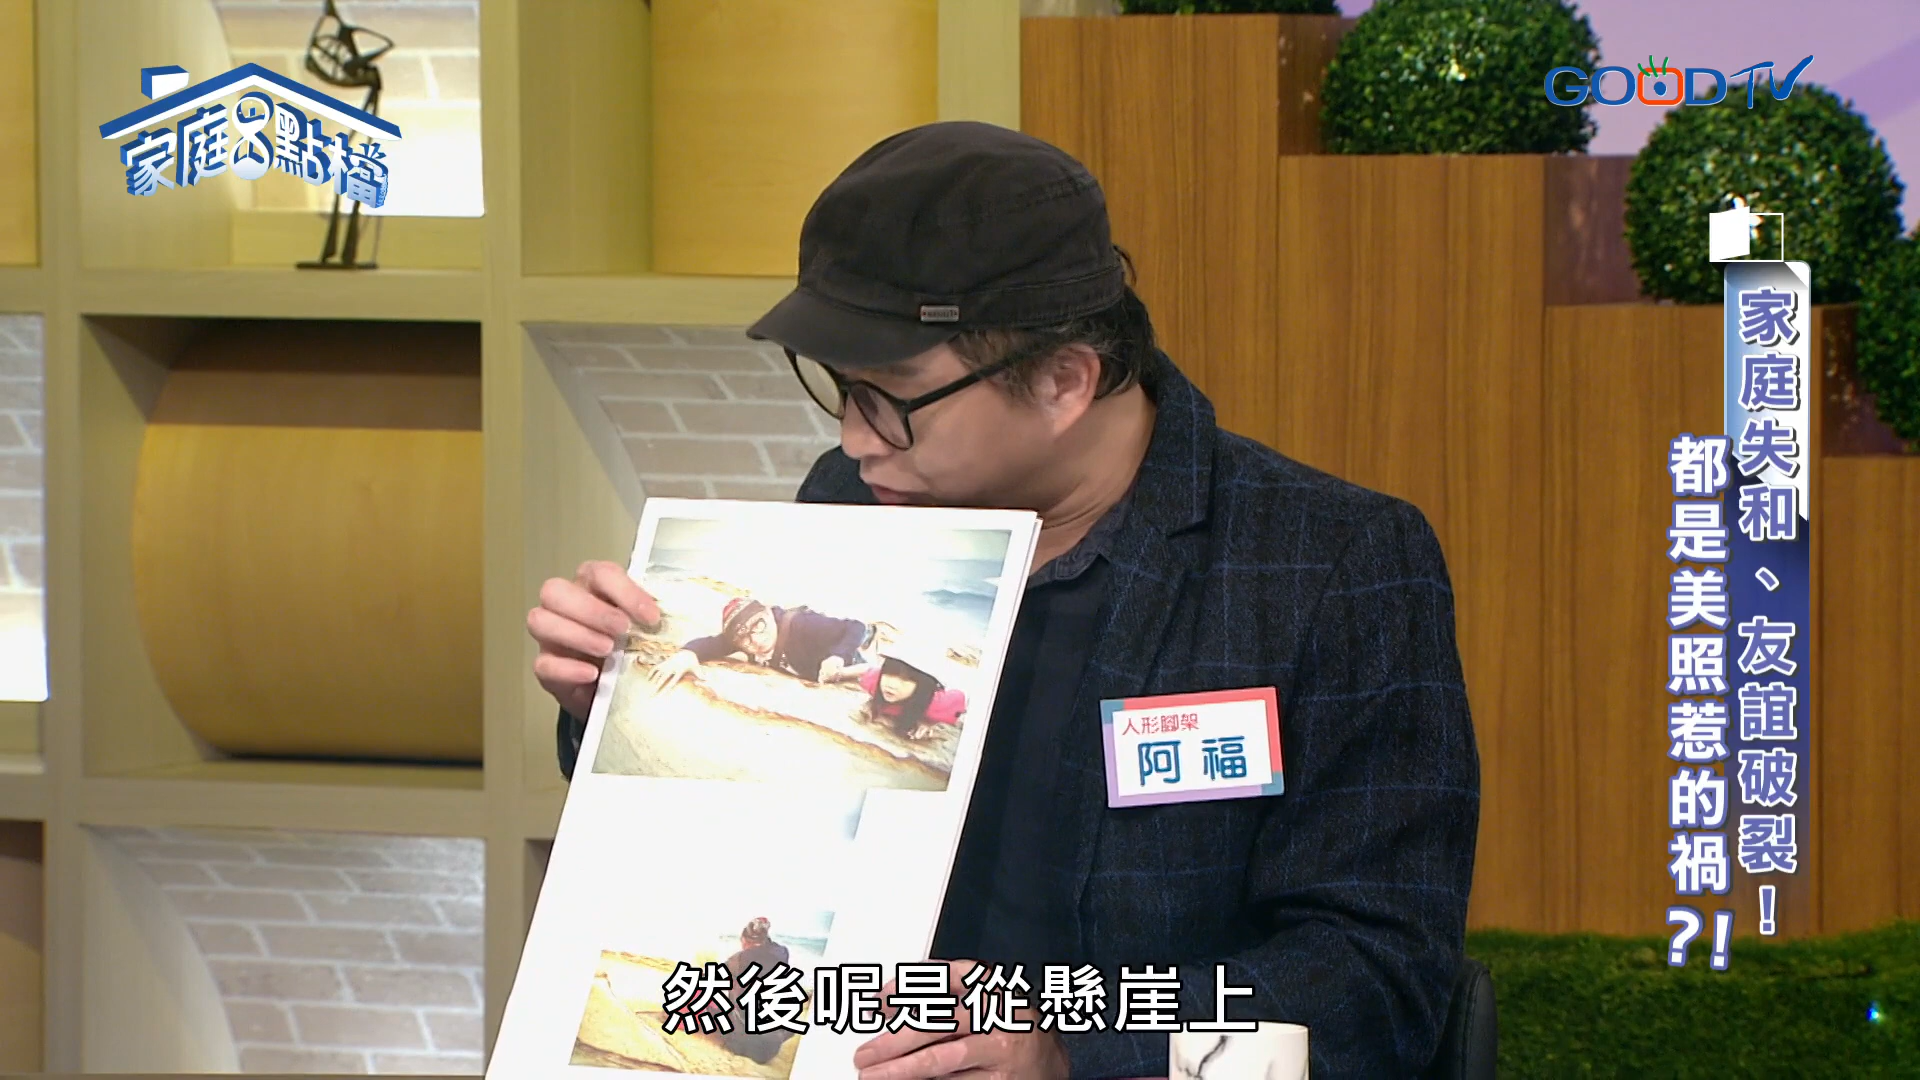 家庭8點檔
GOODTV
家庭失和、友誼破裂！
都是美照惹的禍？！
人形腳架
阿福
然後呢是從懸崖上